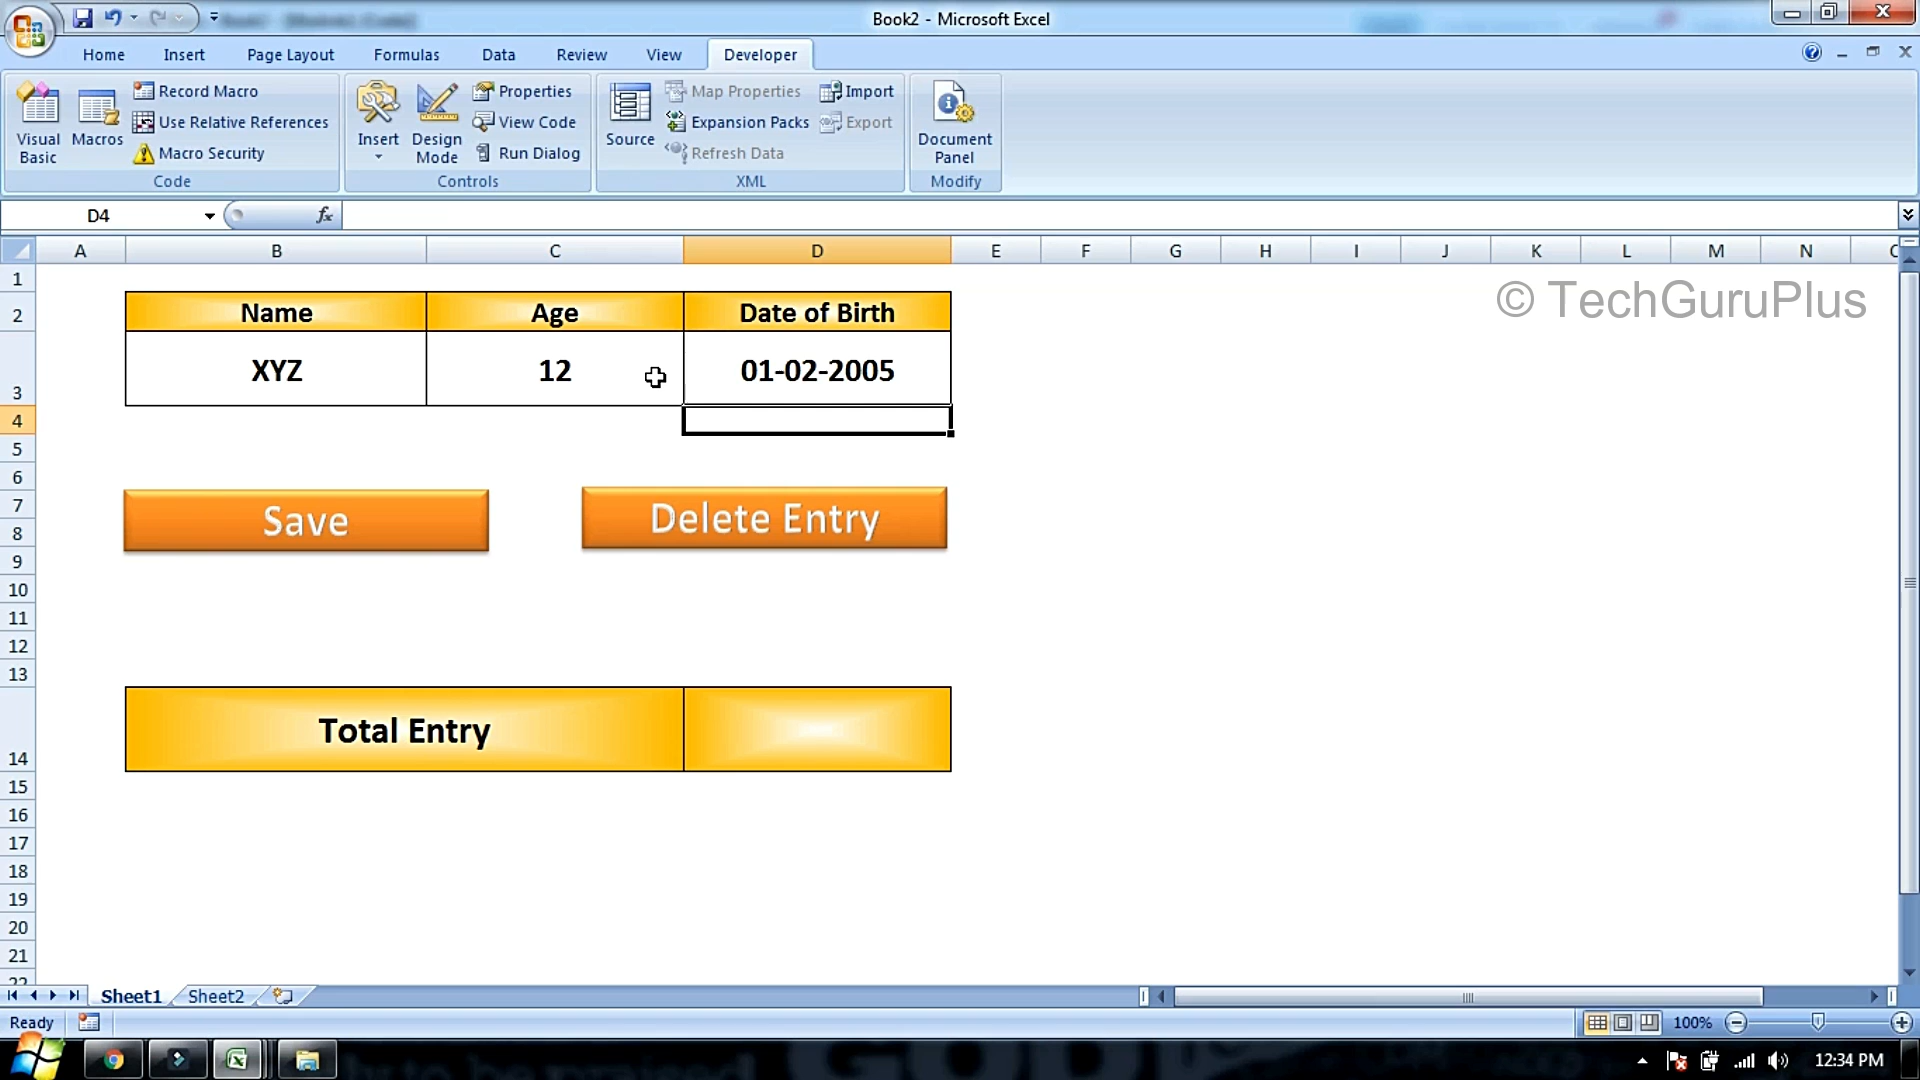 Book2 - Microsoft Excel
Home Insert Page Layout Formulas Data Review View Developer
Visual Basic
Macros
Record Macro
Use Relative References
Macro Security
Code
Insert
Design Mode
Properties
View Code
Run Dialog
Controls
Source
Map Properties
Expansion Packs
Refresh Data
Import
Export
XML
Document Panel
Modify
D4
fx
A B C D E F G H I J K L M N
1
2 Name Age Date of Birth
3 XYZ 12 01-02-2005
4
5
6
7
8
9
10
11
12
13
14 Total Entry
15
16
17
18
19
20
21
22
Save Delete Entry
© TechGuruPlus
Sheet1 Sheet2
Ready 100%
12:34 PM